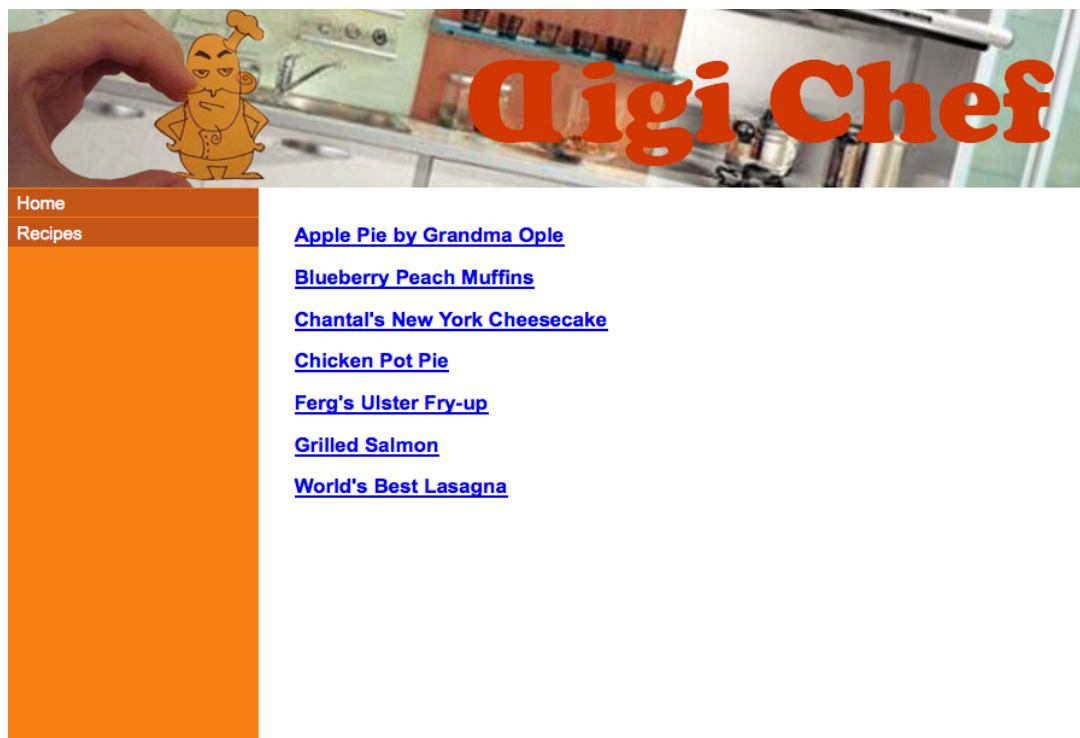 Digi Chef
Home
Recipes
Apple Pie by Grandma Ople
Blueberry Peach Muffins
Chantal's New York Cheesecake
Chicken Pot Pie
Ferg's Ulster Fry-up
Grilled Salmon
World's Best Lasagna